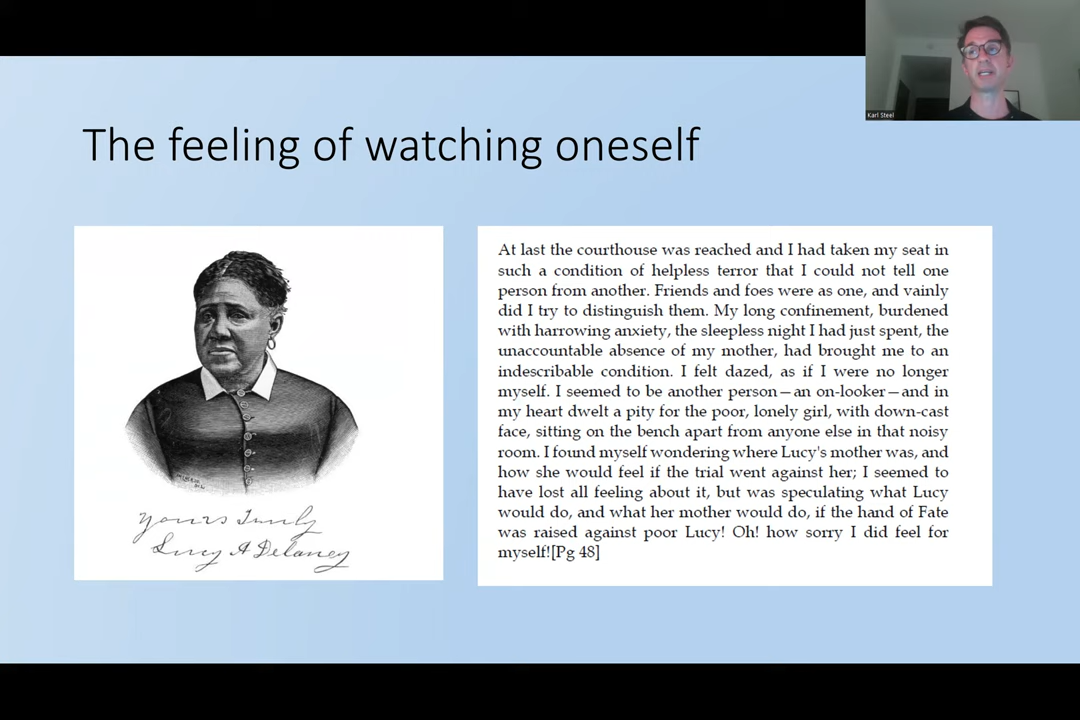 Karl Steel
The feeling of watching oneself
Yours Truly
Lucy A Delaney
At last the courthouse was reached and I had taken my seat in
such a condition of helpless terror that I could not tell one
person from another. Friends and foes were as one, and vainly
did I try to distinguish them. My long confinement, burdened
with harrowing anxiety, the sleepless night I had just spent, the
unaccountable absence of my mother, had brought me to an
indescribable condition. I felt dazed, as if I were no longer
myself. I seemed to be another person—an on-looker—and in
my heart dwelt a pity for the poor, lonely girl, with down-cast
face, sitting on the bench apart from anyone else in that noisy
room. I found myself wondering where Lucy's mother was, and
how she would feel if the trial went against her; I seemed to
have lost all feeling about it, but was speculating what Lucy
would do, and what her mother would do, if the hand of Fate
was raised against poor Lucy! Oh! how sorry I did feel for
myself![Pg 48]